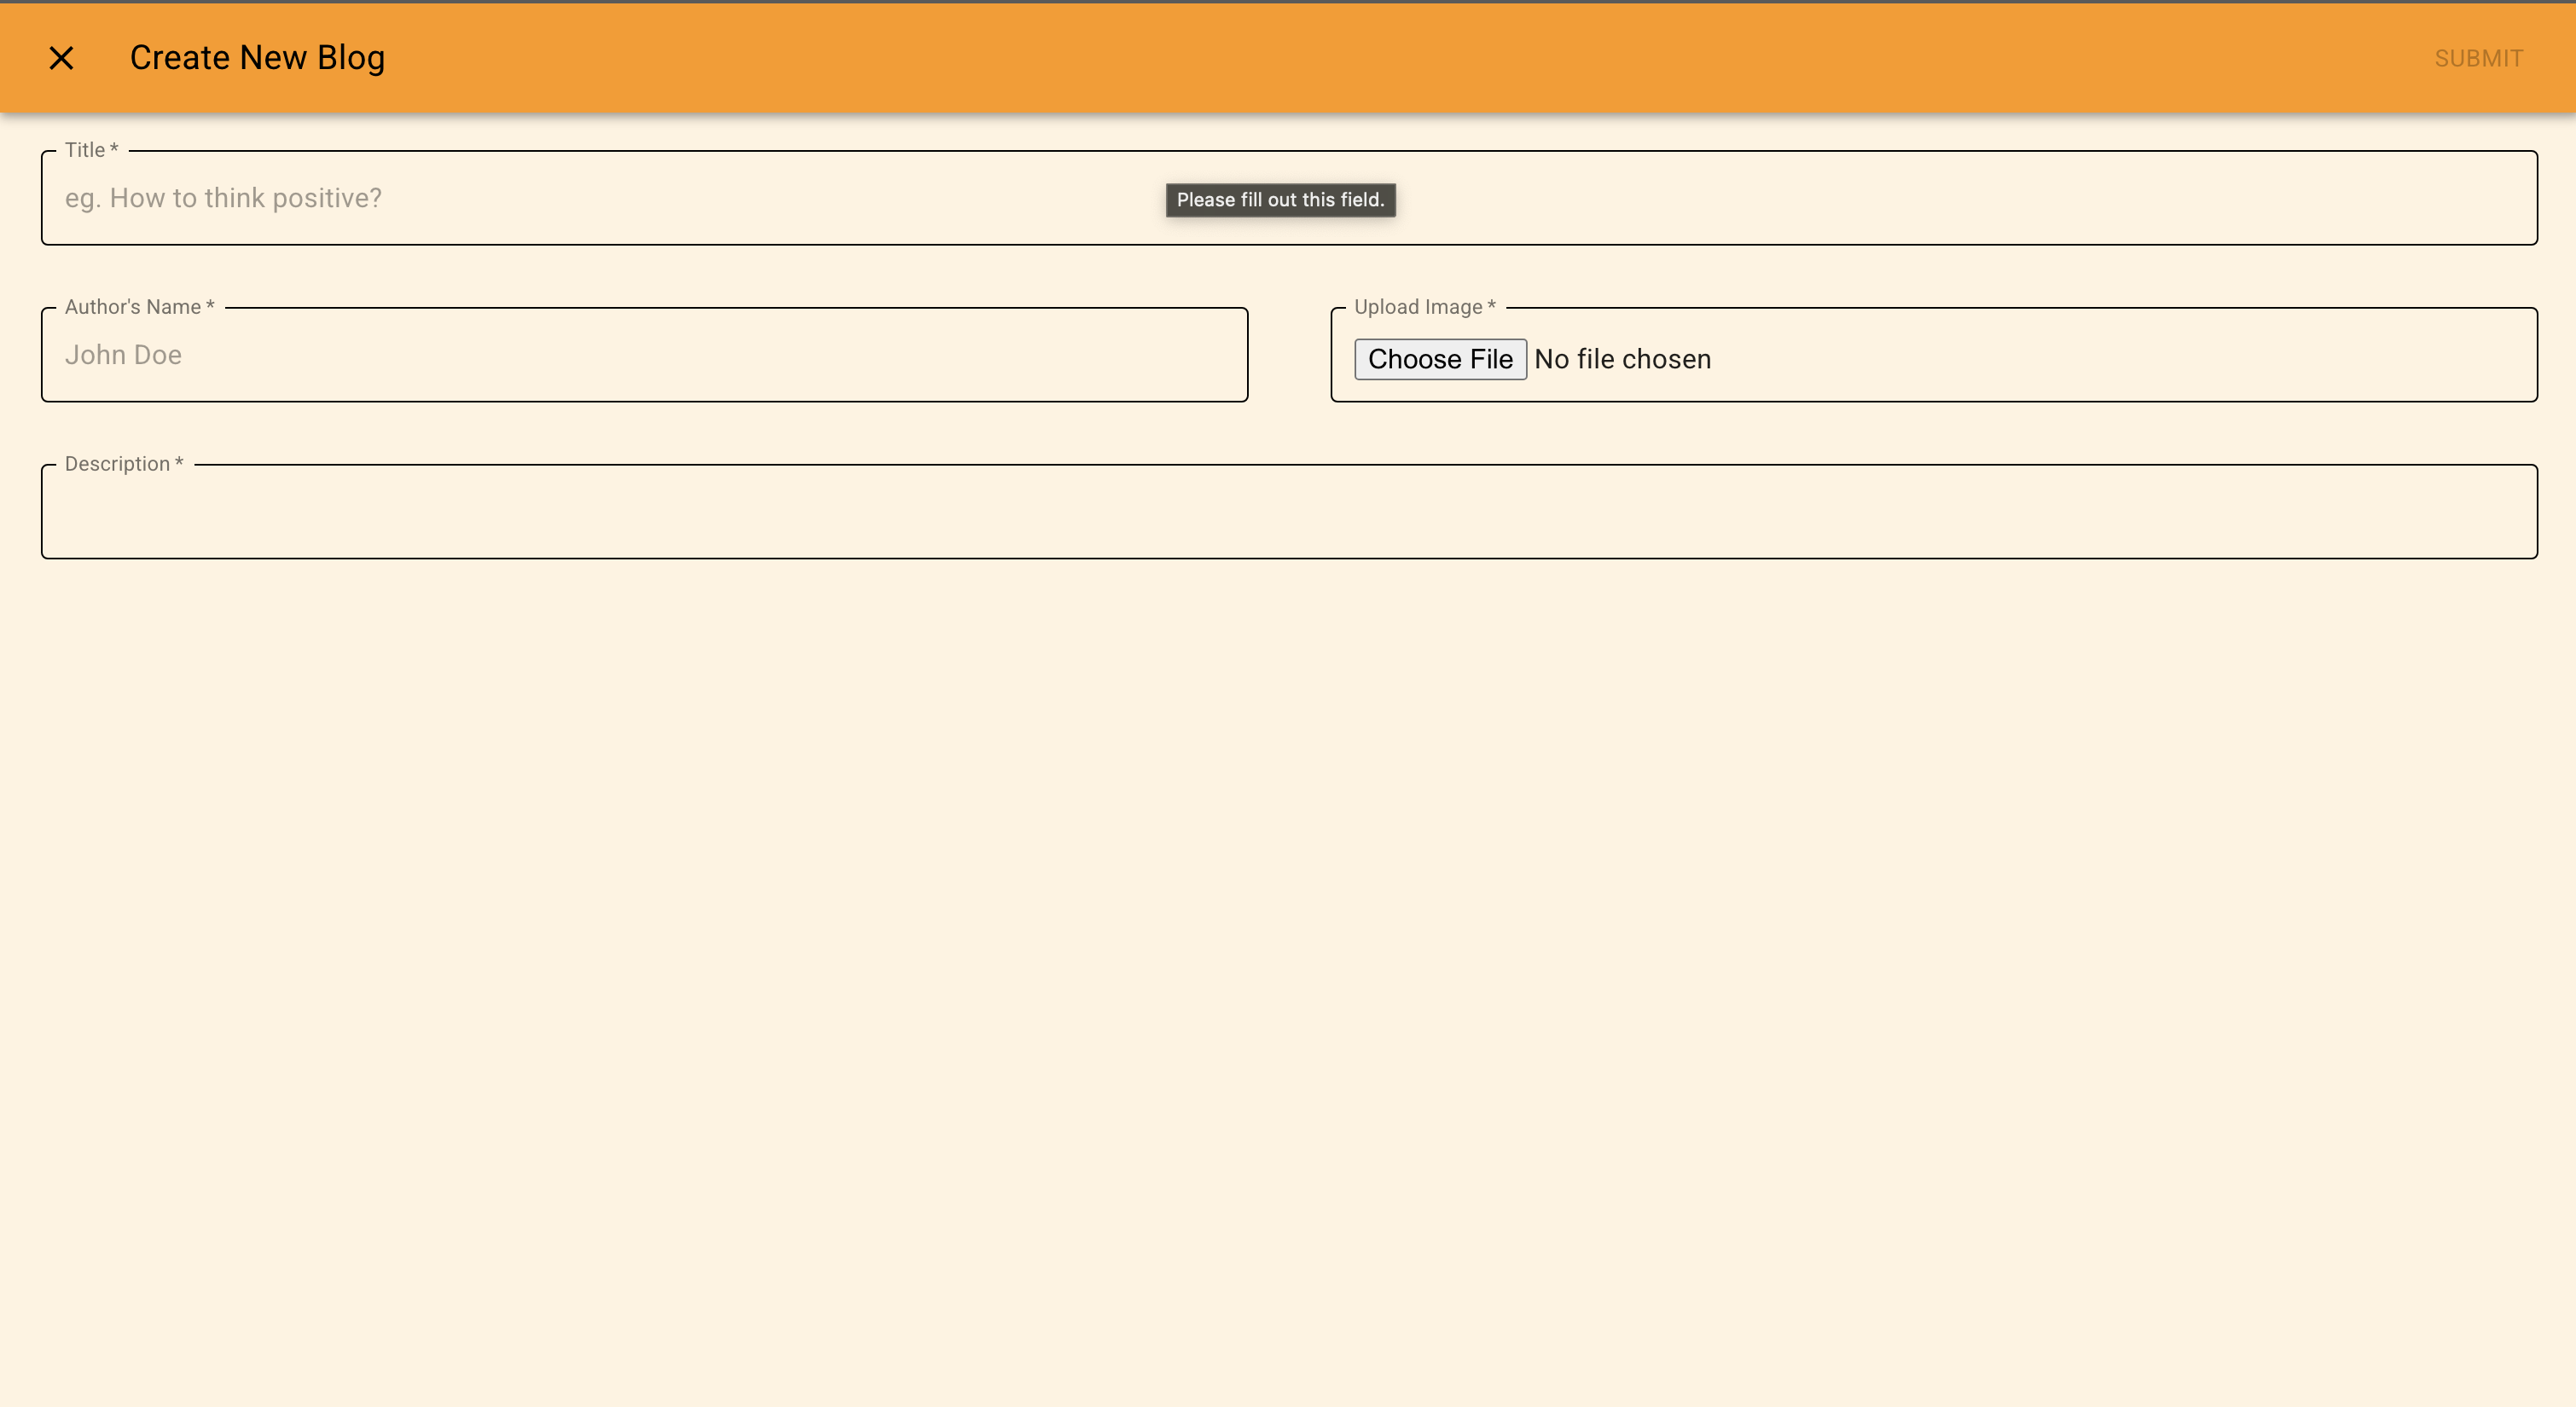 Create New Blog
SUBMIT
Title *
eg. How to think positive?
Please fill out this field.
Author's Name *
John Doe
Upload Image *
Choose File No file chosen
Description *